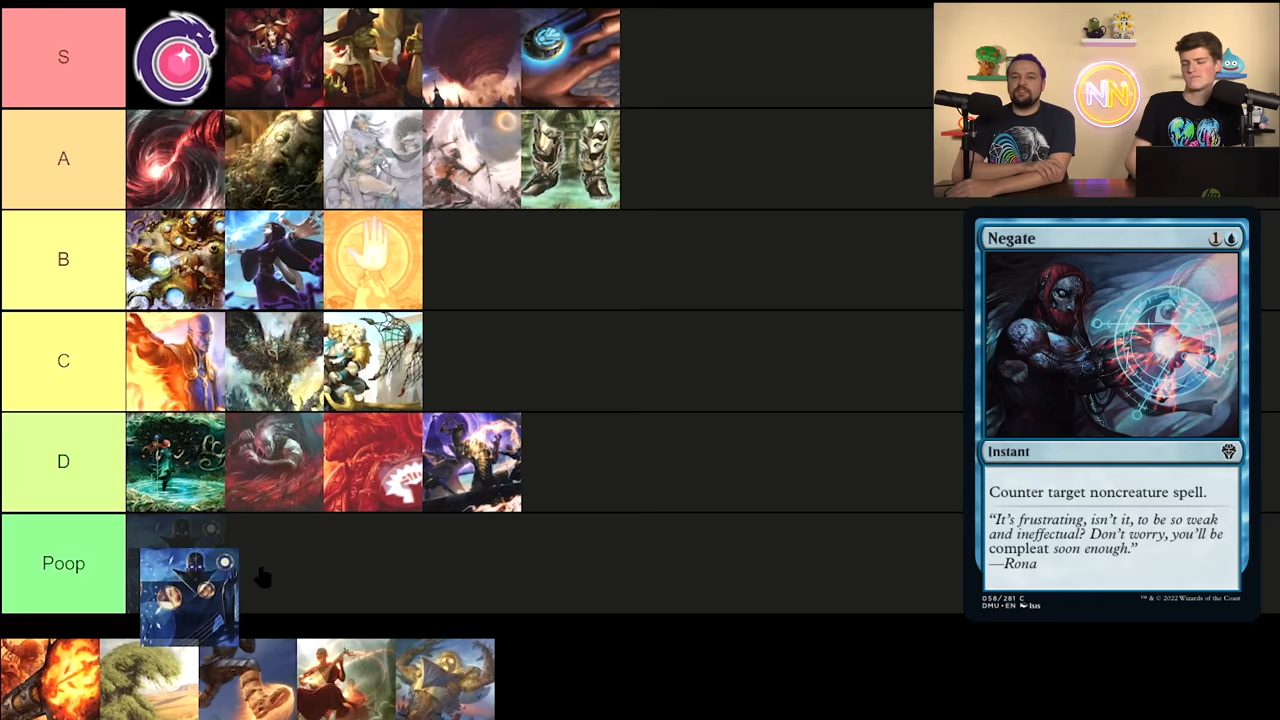 S
A
B
C
D
Poop
NN
hp
Negate 1
Instant
Counter target noncreature spell.
“It’s frustrating, isn’t it, to be so weak
and ineffectual? Don’t worry, you’ll be
compleat soon enough.”
—Rona
058/281 C
DMU • EN Isis
™ & © 2022 Wizards of the Coast